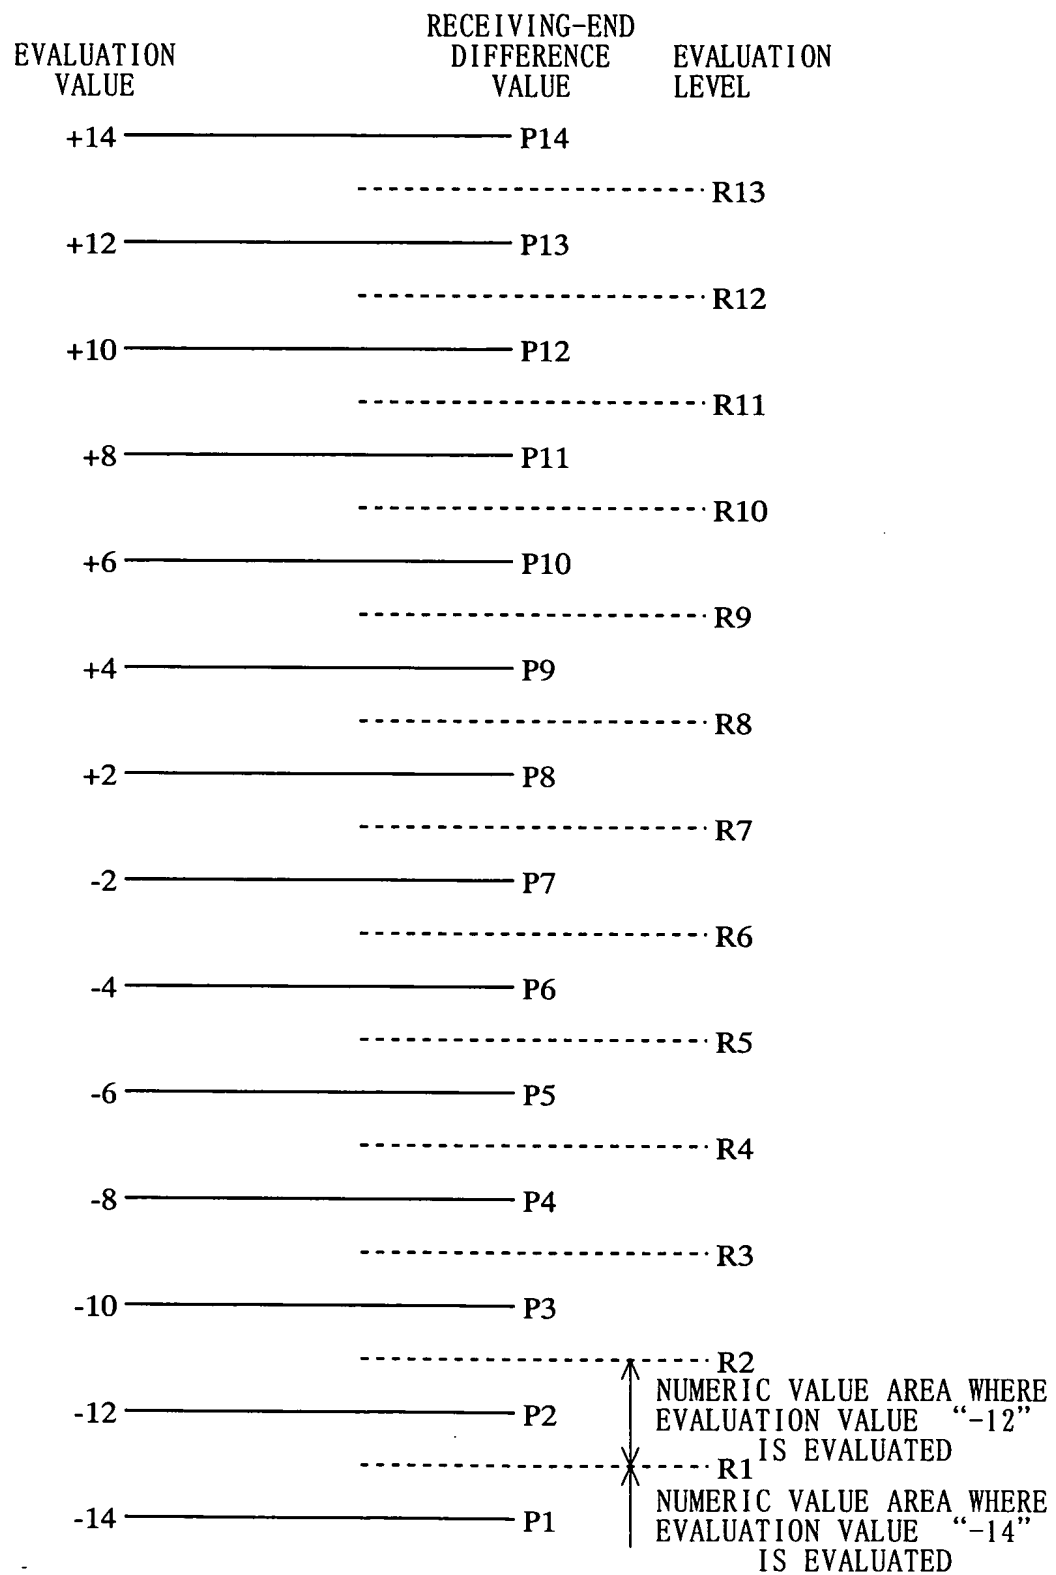 RECEIVING-END
EVALUATION DIFFERENCE EVALUATION
VALUE VALUE LEVEL
+14 P14
R13
+12 P13
R12
+10 P12
R11
+8 P11
R10
+6 P10
R9
+4 P9
R8
+2 P8
R7
-2 P7
R6
-4 P6
R5
-6 P5
R4
-8 P4
R3
-10 P3
R2
NUMERIC VALUE AREA WHERE
-12 P2 EVALUATION VALUE “-12”
IS EVALUATED
R1
NUMERIC VALUE AREA WHERE
-14 P1 EVALUATION VALUE “-14”
IS EVALUATED